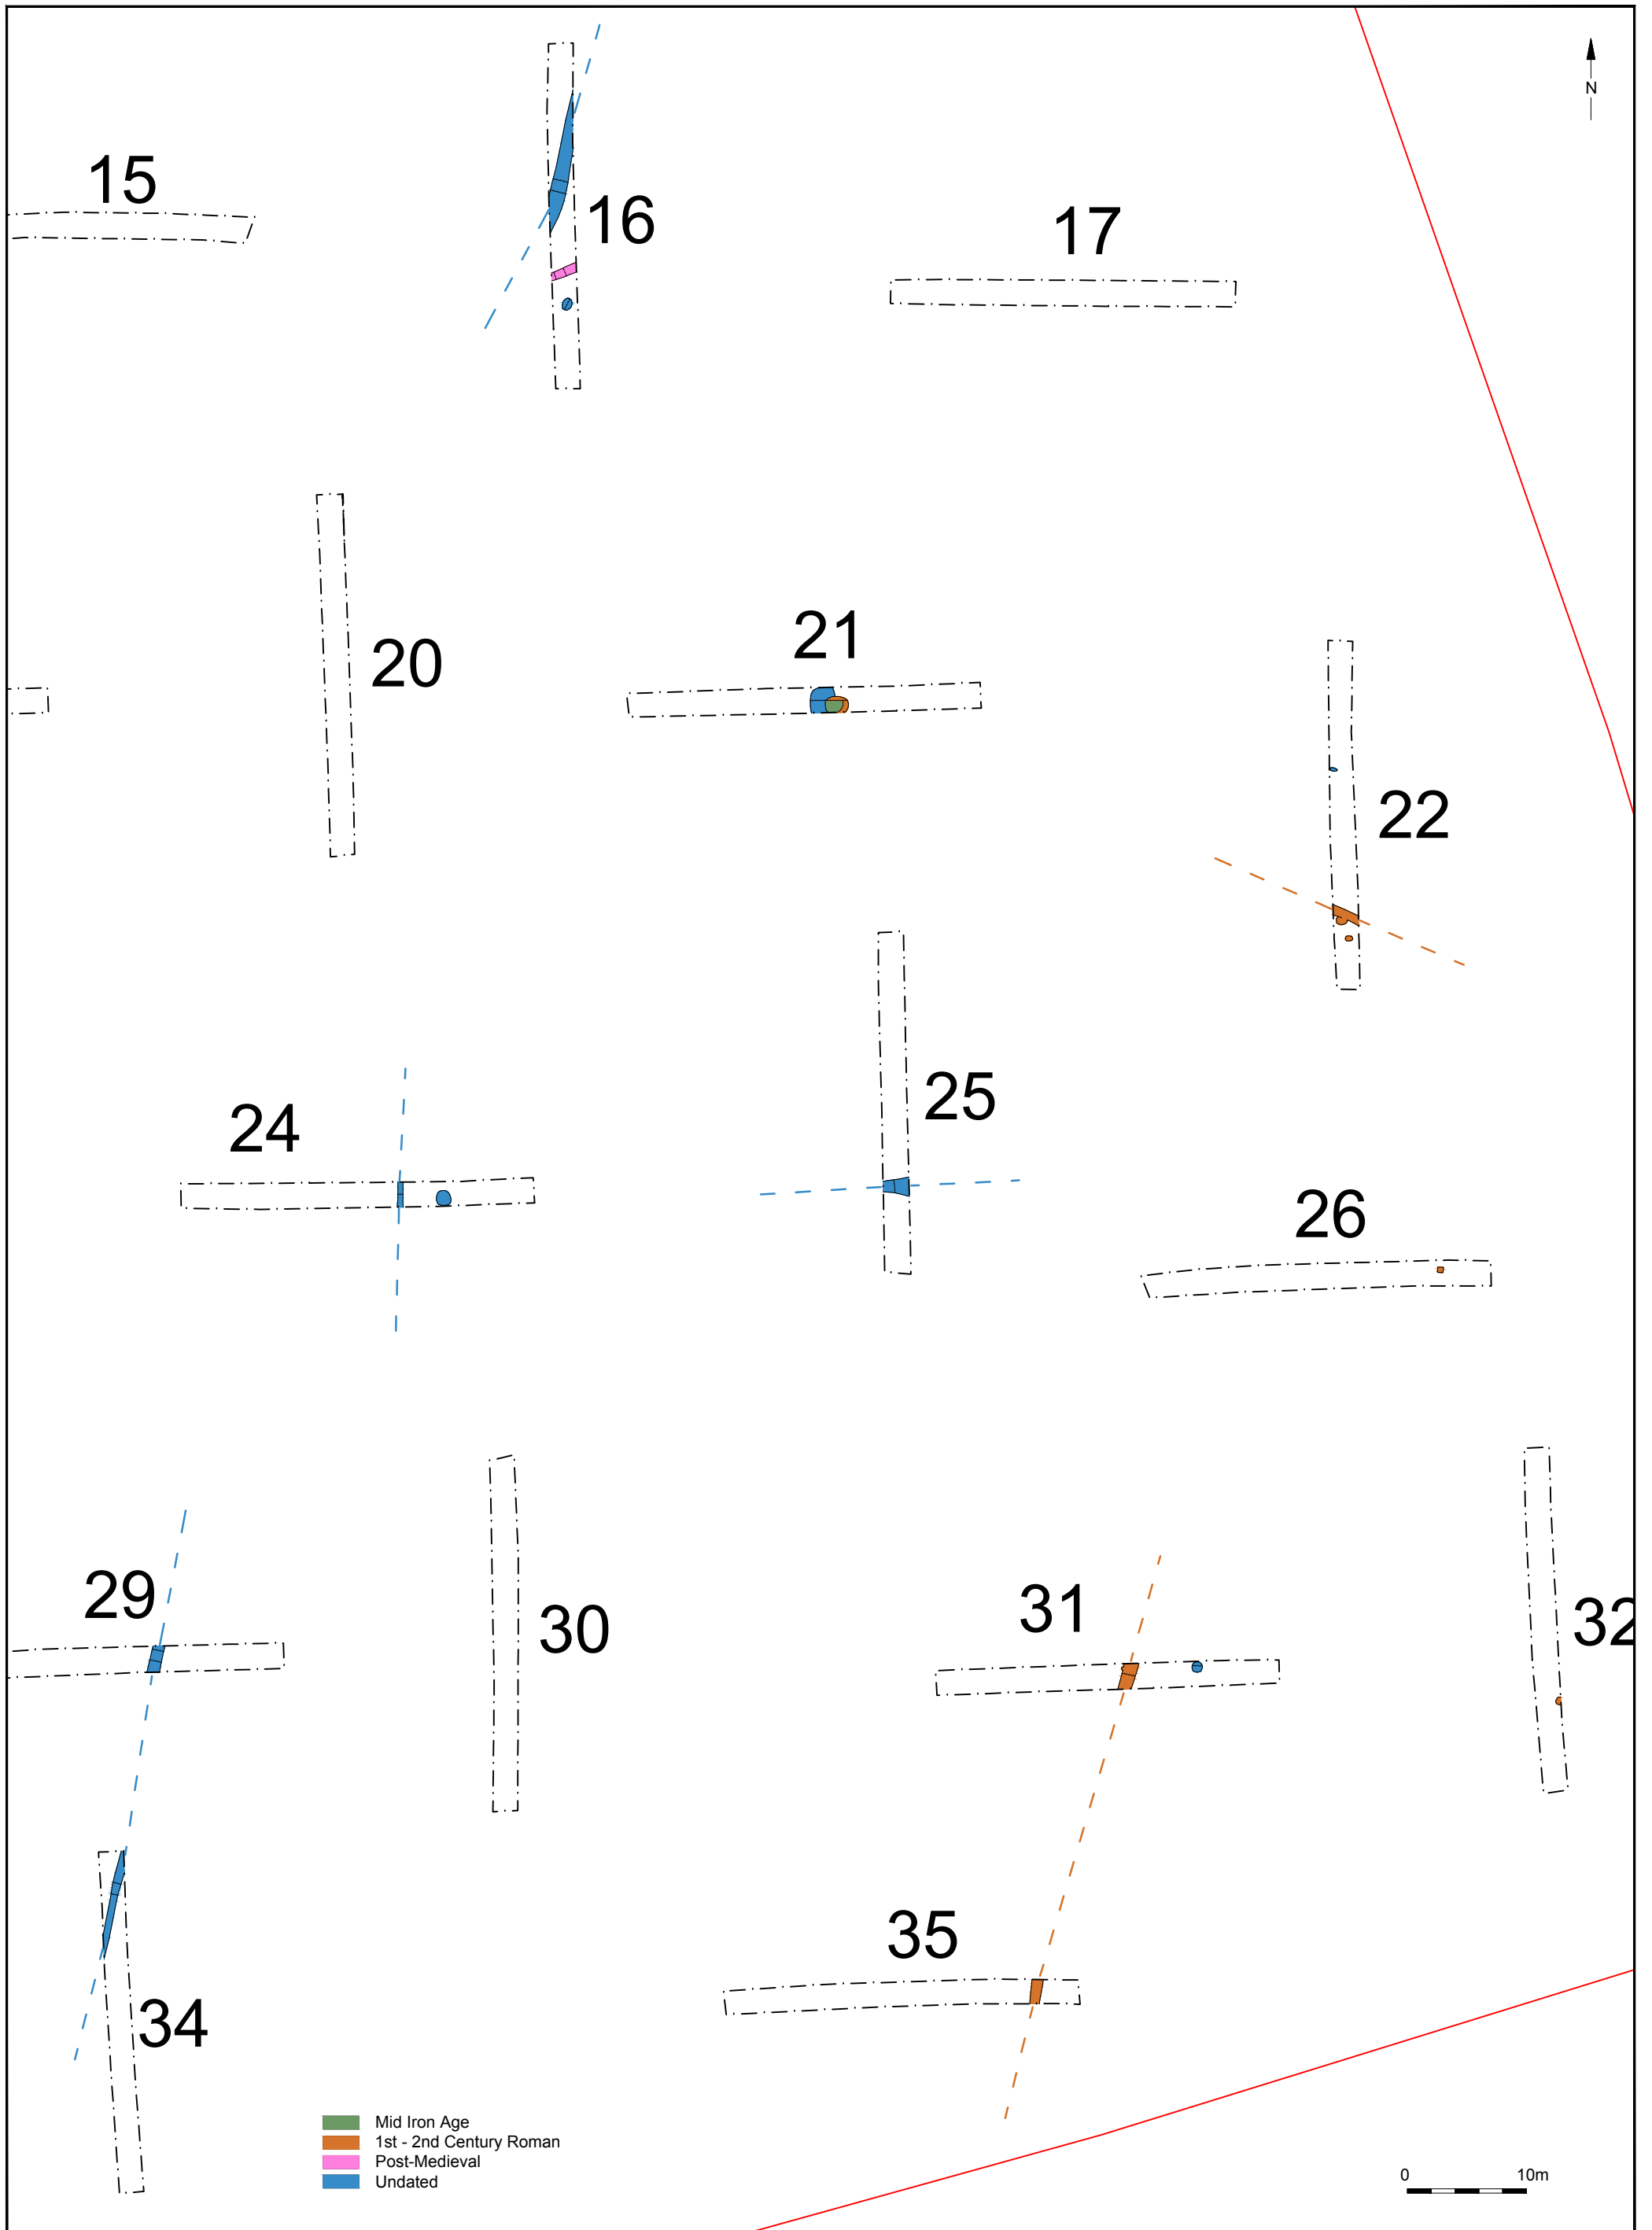 N
15
16
17
20
21
22
24
25
26
29
30
31
32
34
35
Mid Iron Age
1st - 2nd Century Roman
Post-Medieval
Undated
0 10m